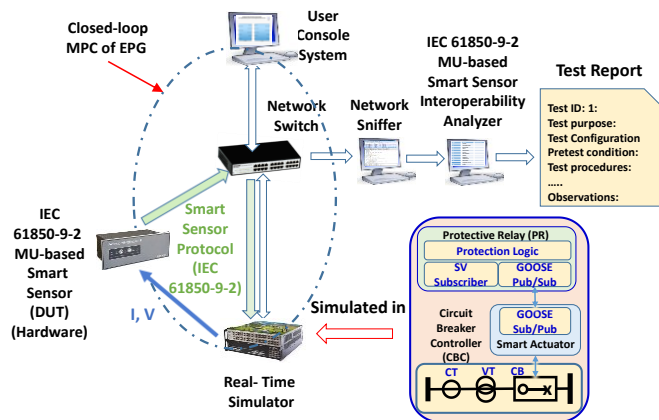 Closed-loop
MPC of EPG
User
Console
System
IEC 61850-9-2
MU-based
Smart Sensor
Interoperability
Analyzer
Test Report
Network
Switch
Network
Sniffer
Test ID: 1:
Test purpose:
Test Configuration
Pretest condition:
Test procedures:
.....
Observations:
IEC
61850-9-2
MU-based
Smart
Sensor
(DUT)
(Hardware)
Smart
Sensor
Protocol
(IEC
61850-9-2)
I, V
Real- Time
Simulator
Simulated in
Protective Relay (PR)
Protection Logic
SV
Subscriber
GOOSE
Pub/Sub
Circuit
Breaker
Controller
(CBC)
GOOSE
Sub/Pub
Smart Actuator
CT
VT
CB
x